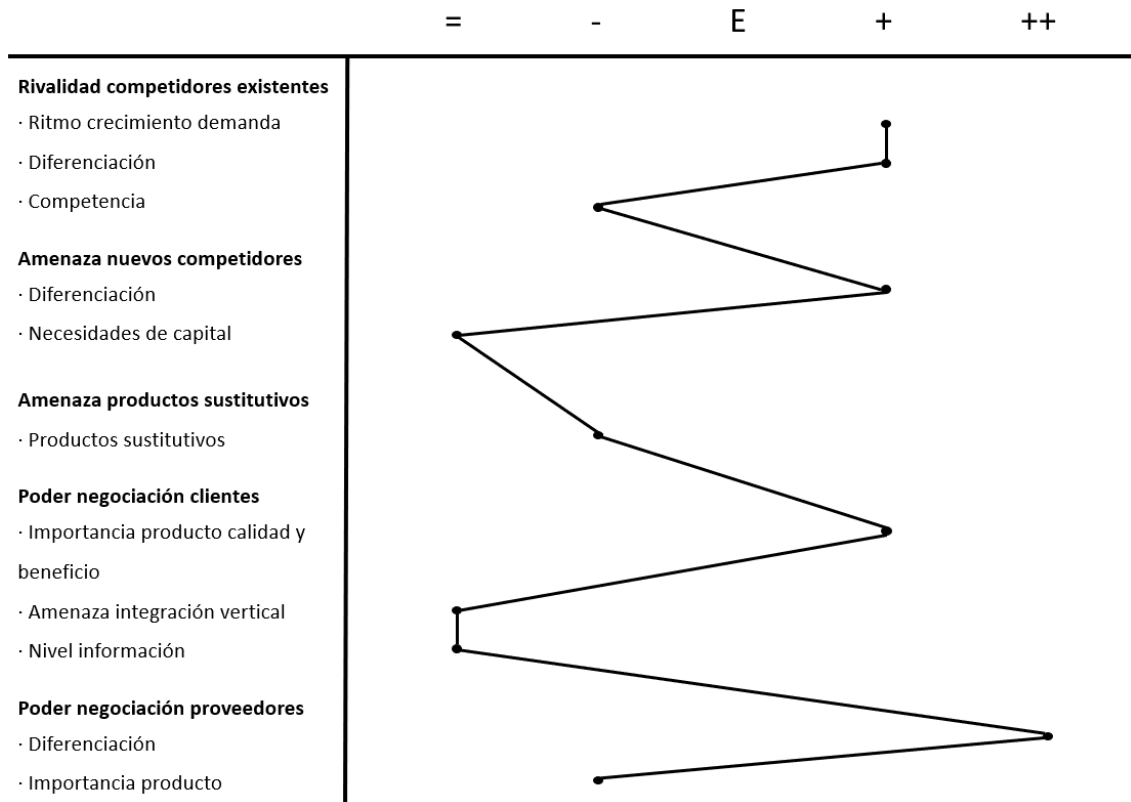 = - E + ++
Rivalidad competidores existentes
· Ritmo crecimiento demanda
· Diferenciación
· Competencia
Amenaza nuevos competidores
· Diferenciación
· Necesidades de capital
Amenaza productos sustitutivos
· Productos sustitutivos
Poder negociación clientes
· Importancia producto calidad y
beneficio
· Amenaza integración vertical
· Nivel información
Poder negociación proveedores
· Diferenciación
· Importancia producto